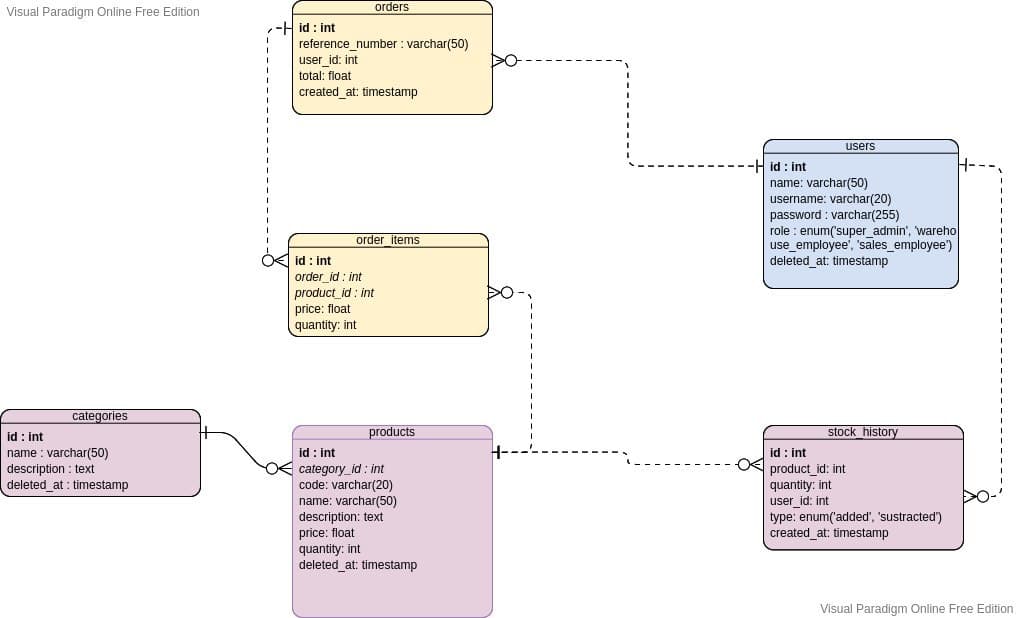 Visual Paradigm Online Free Edition
orders
id : int
reference_number : varchar(50)
user_id: int
total: float
created_at: timestamp
users
id : int
name: varchar(50)
username: varchar(20)
password : varchar(255)
role : enum('super_admin', 'wareho
use_employee', 'sales_employee')
deleted_at: timestamp
order_items
id : int
order_id : int
product_id : int
price: float
quantity: int
categories
id : int
name : varchar(50)
description : text
deleted_at : timestamp
products
id : int
category_id : int
code: varchar(20)
name: varchar(50)
description: text
price: float
quantity: int
deleted_at: timestamp
stock_history
id : int
product_id: int
quantity: int
user_id: int
type: enum('added', 'sustracted')
created_at: timestamp
Visual Paradigm Online Free Edition